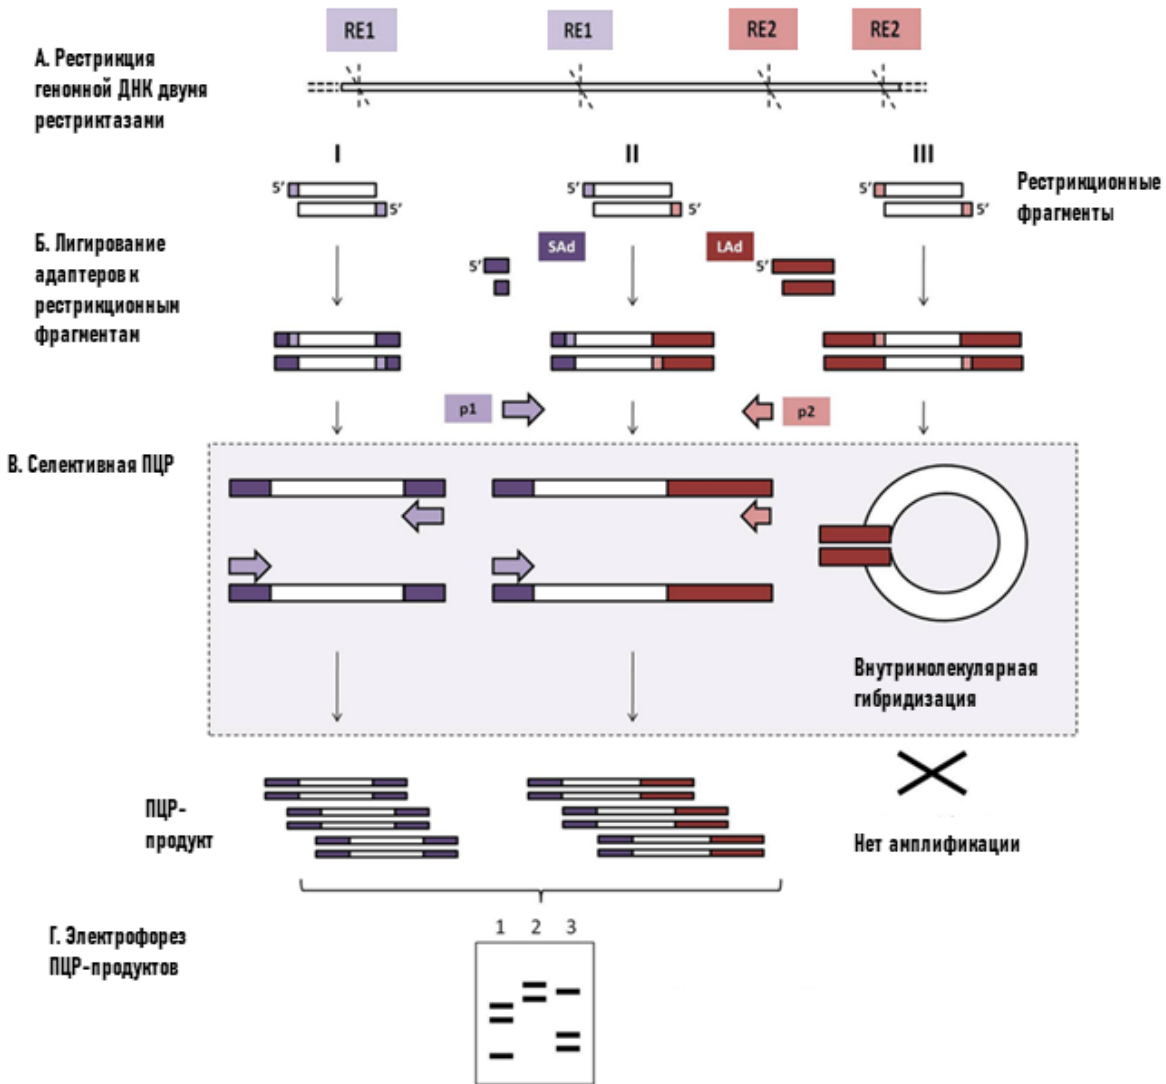 RE1
RE1
RE2
RE2
А. Рестрикция
геномной ДНК двумя
рестриктазами
I
II
III
5'
5'
5'
5'
5'
5'
Рестрикционные
фрагменты
Б. Лигирование
адаптеров к
рестрикционным
фрагментам
SAd
LAd
5'
5'
p1
p2
В. Селективная ПЦР
Внутримолекулярная
гибридизация
ПЦР-
продукт
Нет амплификации
Г. Электрофорез
ПЦР-продуктов
1 2 3